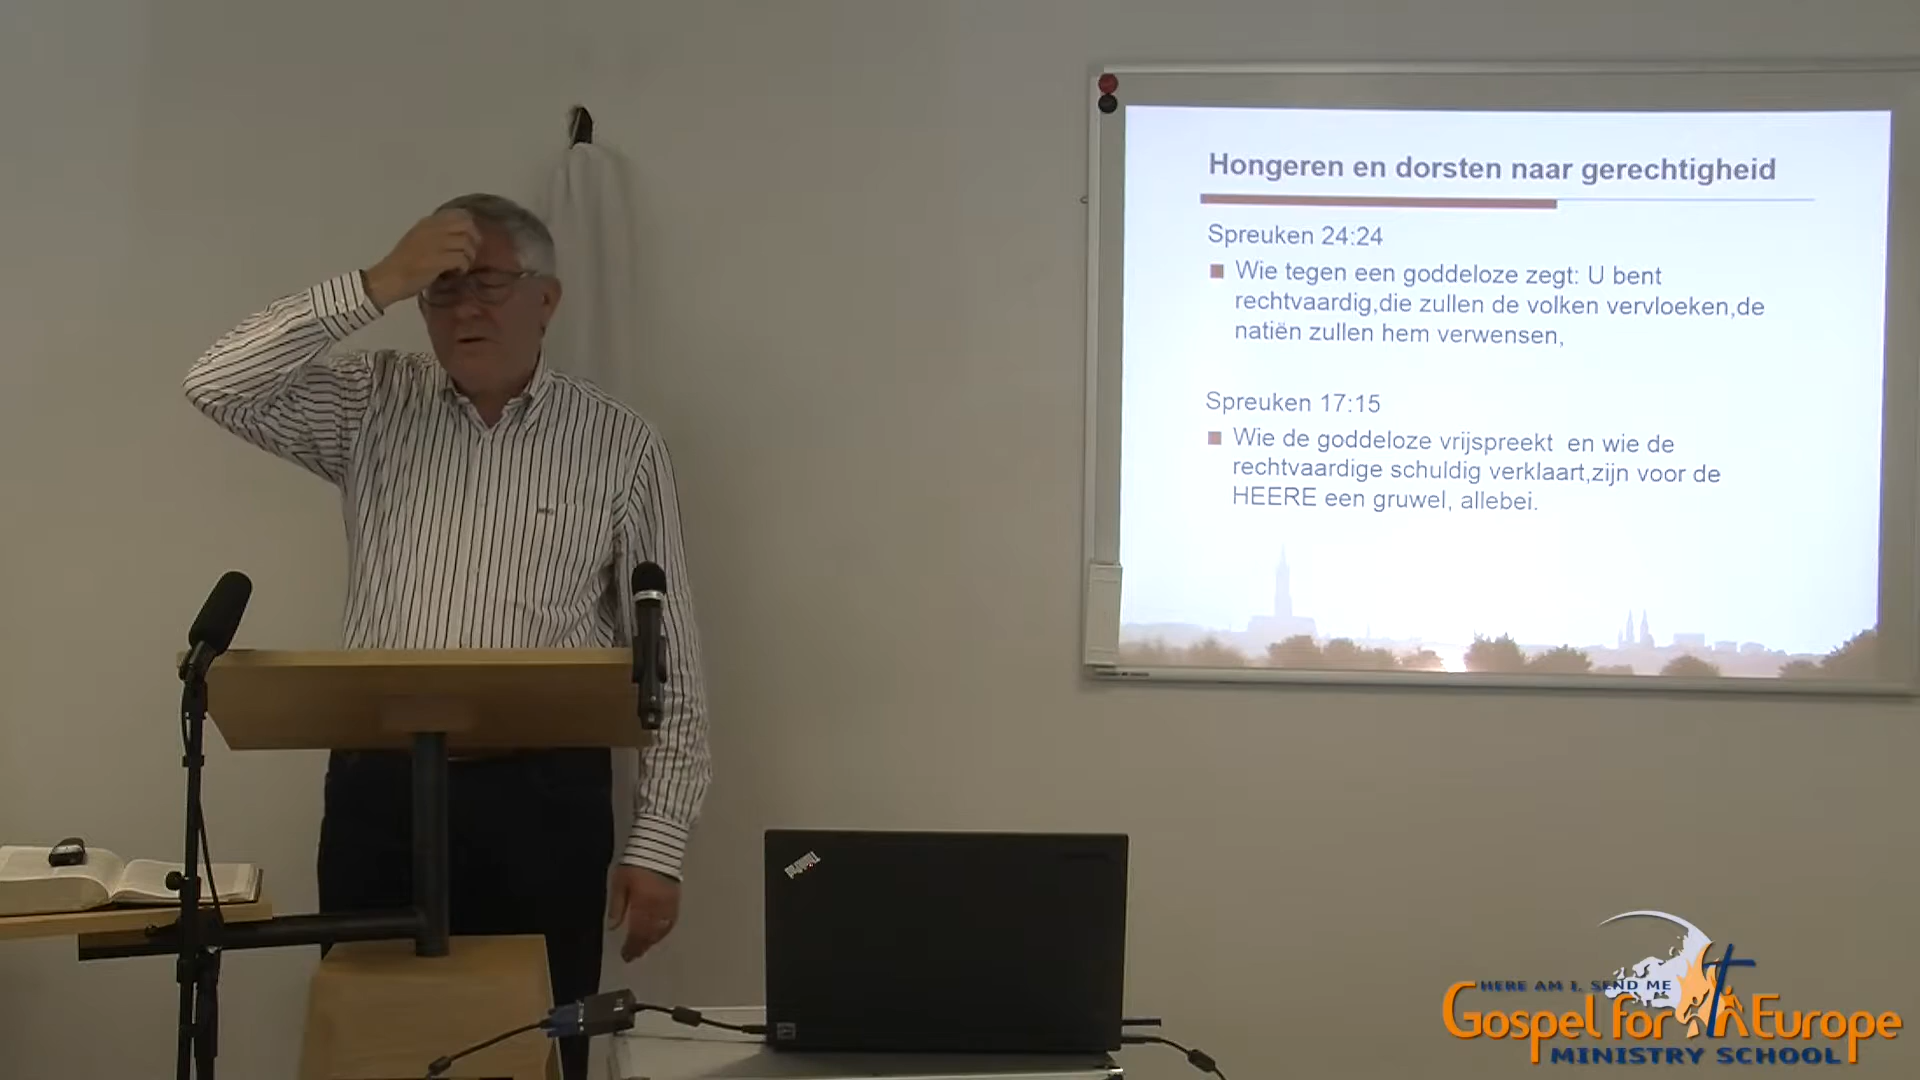 Hongeren en dorsten naar gerechtigheid
Spreuken 24:24
Wie tegen een goddeloze zegt: U bent
rechtvaardig,die zullen de volken vervloeken,de
natiën zullen hem verwensen,
Spreuken 17:15
Wie de goddeloze vrijspreekt en wie de
rechtvaardige schuldig verklaart,zijn voor de
HEERE een gruwel, allebei.
ThinkPad
HERE AM I, SEND ME
Gospel for Europe
MINISTRY SCHOOL